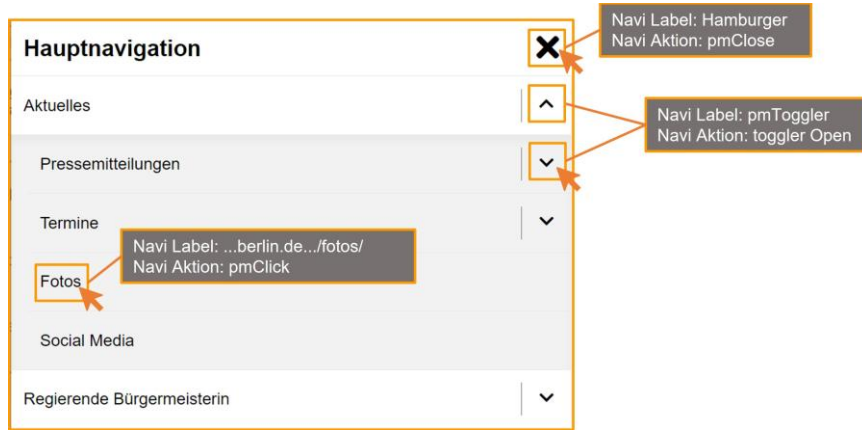 Navi Label: Hamburger
Navi Aktion: pmClose
Hauptnavigation
Aktuelles
Navi Label: pmToggler
Navi Aktion: toggler Open
Pressemitteilungen
Termine
Navi Label: ...berlin.de.../fotos/
Navi Aktion: pmClick
Fotos
Social Media
Regierende Bürgermeisterin